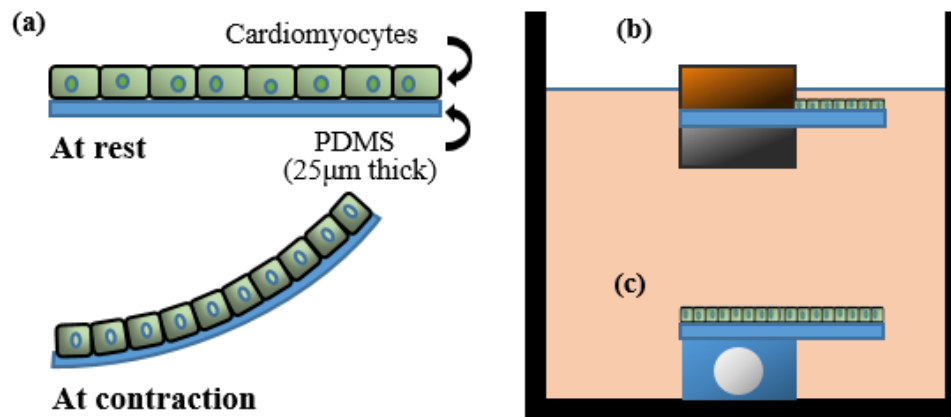 (a)
Cardiomyocytes
At rest
PDMS
(25μm thick)
At contraction
(b)
(c)